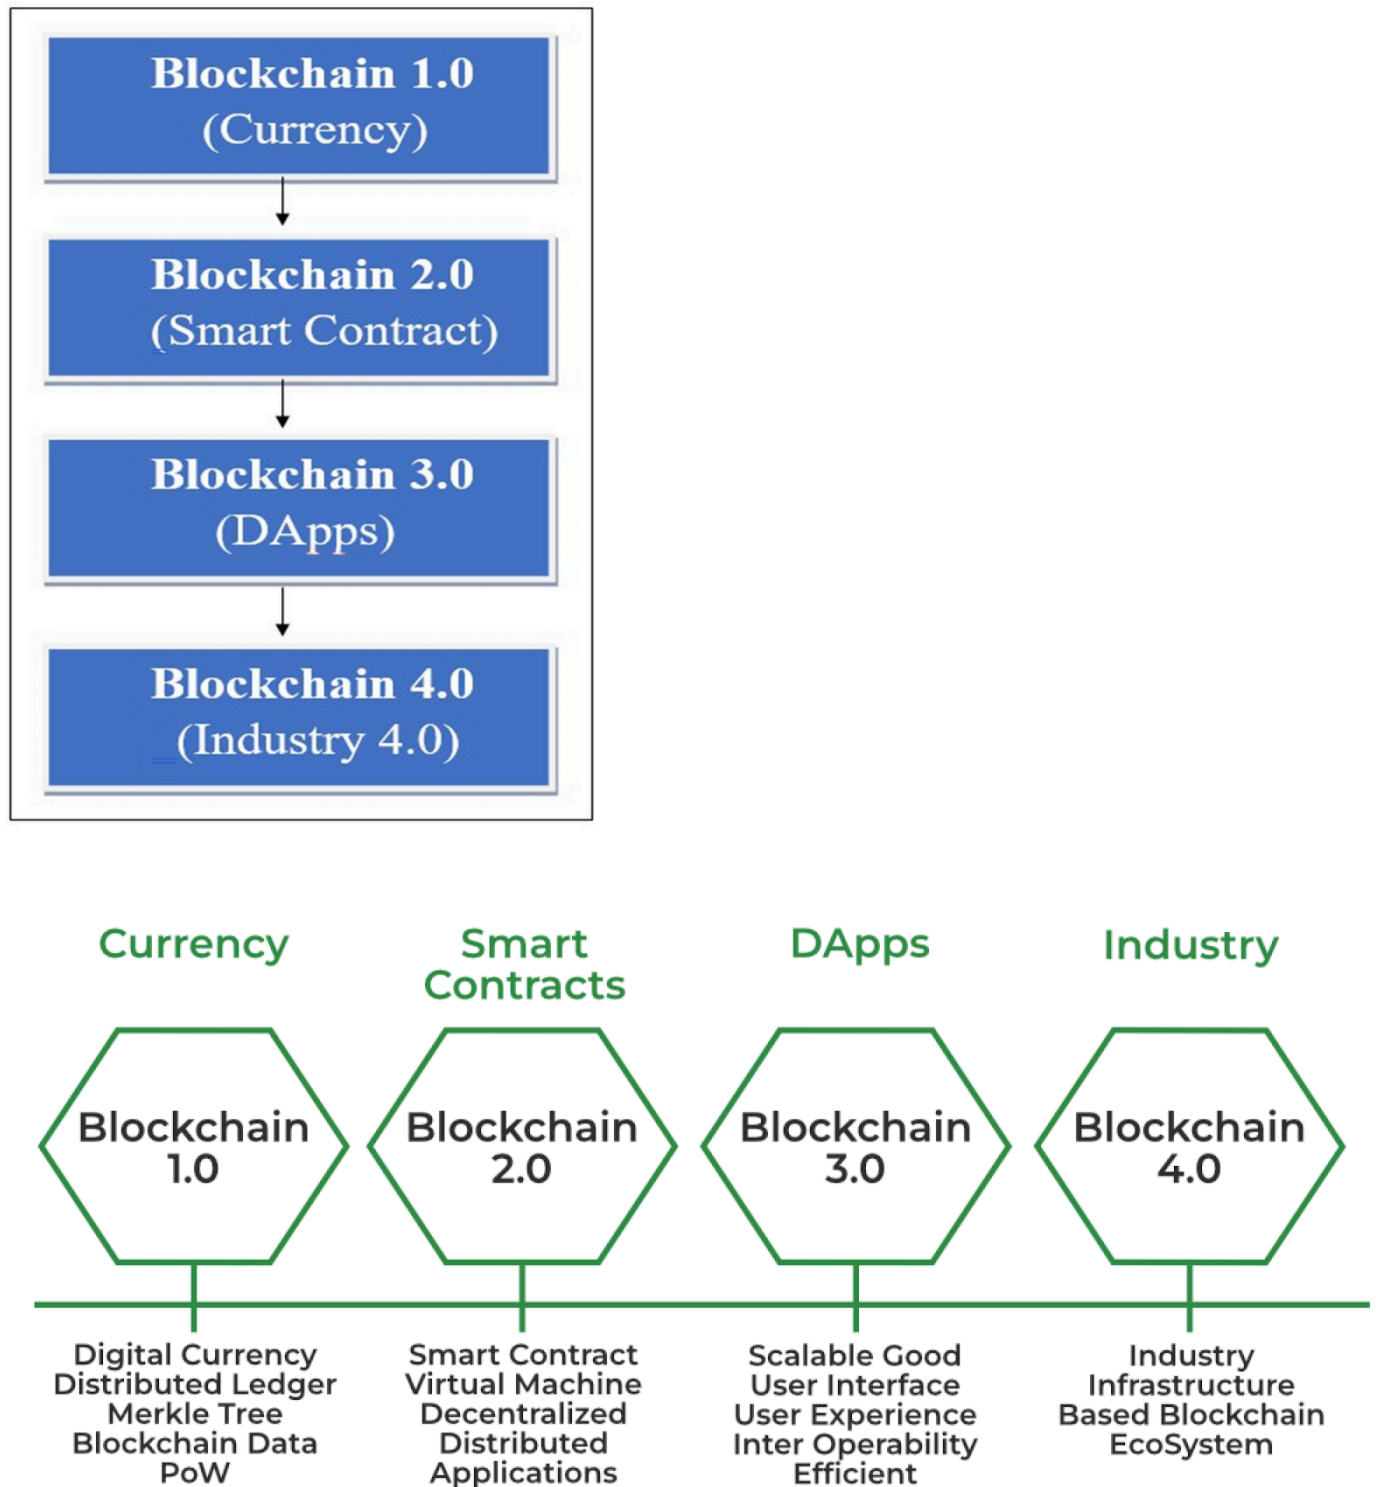 Blockchain 1.0
(Currency)
Blockchain 2.0
(Smart Contract)
Blockchain 3.0
(DApps)
Blockchain 4.0
(Industry 4.0)
Currency
Smart
Contracts
DApps
Industry
Blockchain
1.0
Blockchain
2.0
Blockchain
3.0
Blockchain
4.0
Digital Currency
Distributed Ledger
Merkle Tree
Blockchain Data
PoW
Smart Contract
Virtual Machine
Decentralized
Distributed
Applications
Scalable Good
User Interface
User Experience
Inter Operability
Efficient
Industry
Infrastructure
Based Blockchain
EcoSystem